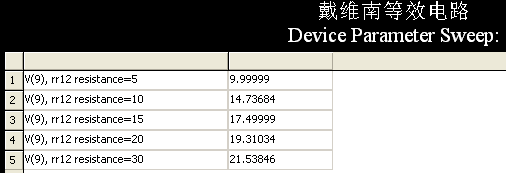 戴维南等效电路
Device Parameter Sweep:
1 V(9), rr12 resistance=5 9.99999
2 V(9), rr12 resistance=10 14.73684
3 V(9), rr12 resistance=15 17.49999
4 V(9), rr12 resistance=20 19.31034
5 V(9), rr12 resistance=30 21.53846